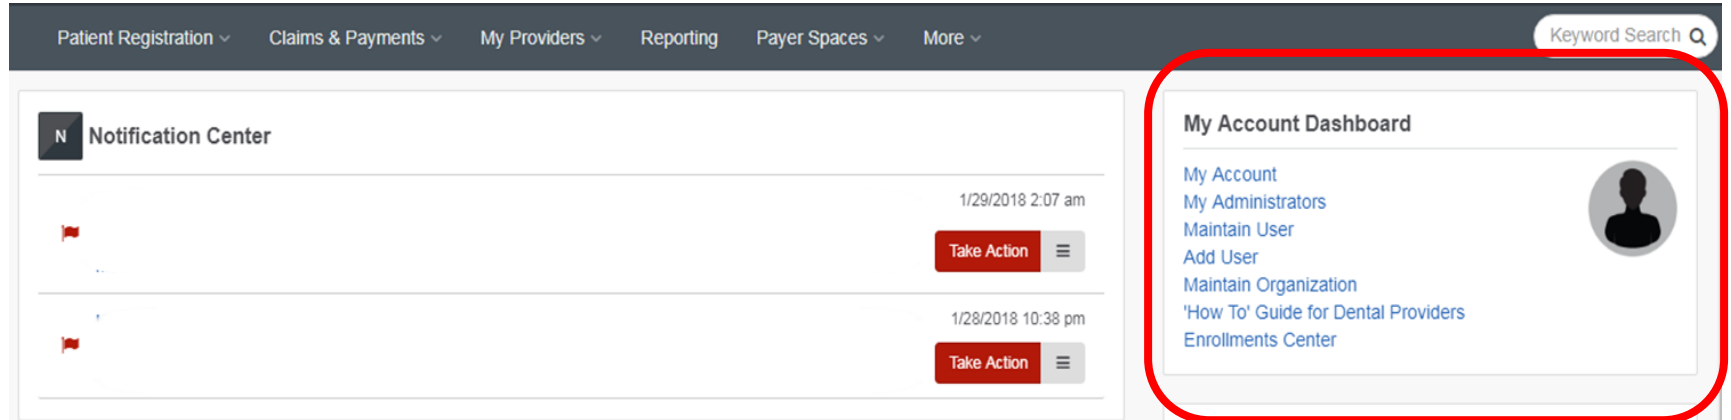 Patient Registration Claims & Payments My Providers Reporting Payer Spaces More Keyword Search
N Notification Center
1/29/2018 2:07 am
Take Action
1/28/2018 10:38 pm
Take Action
My Account Dashboard
My Account
My Administrators
Maintain User
Add User
Maintain Organization
'How To' Guide for Dental Providers
Enrollments Center